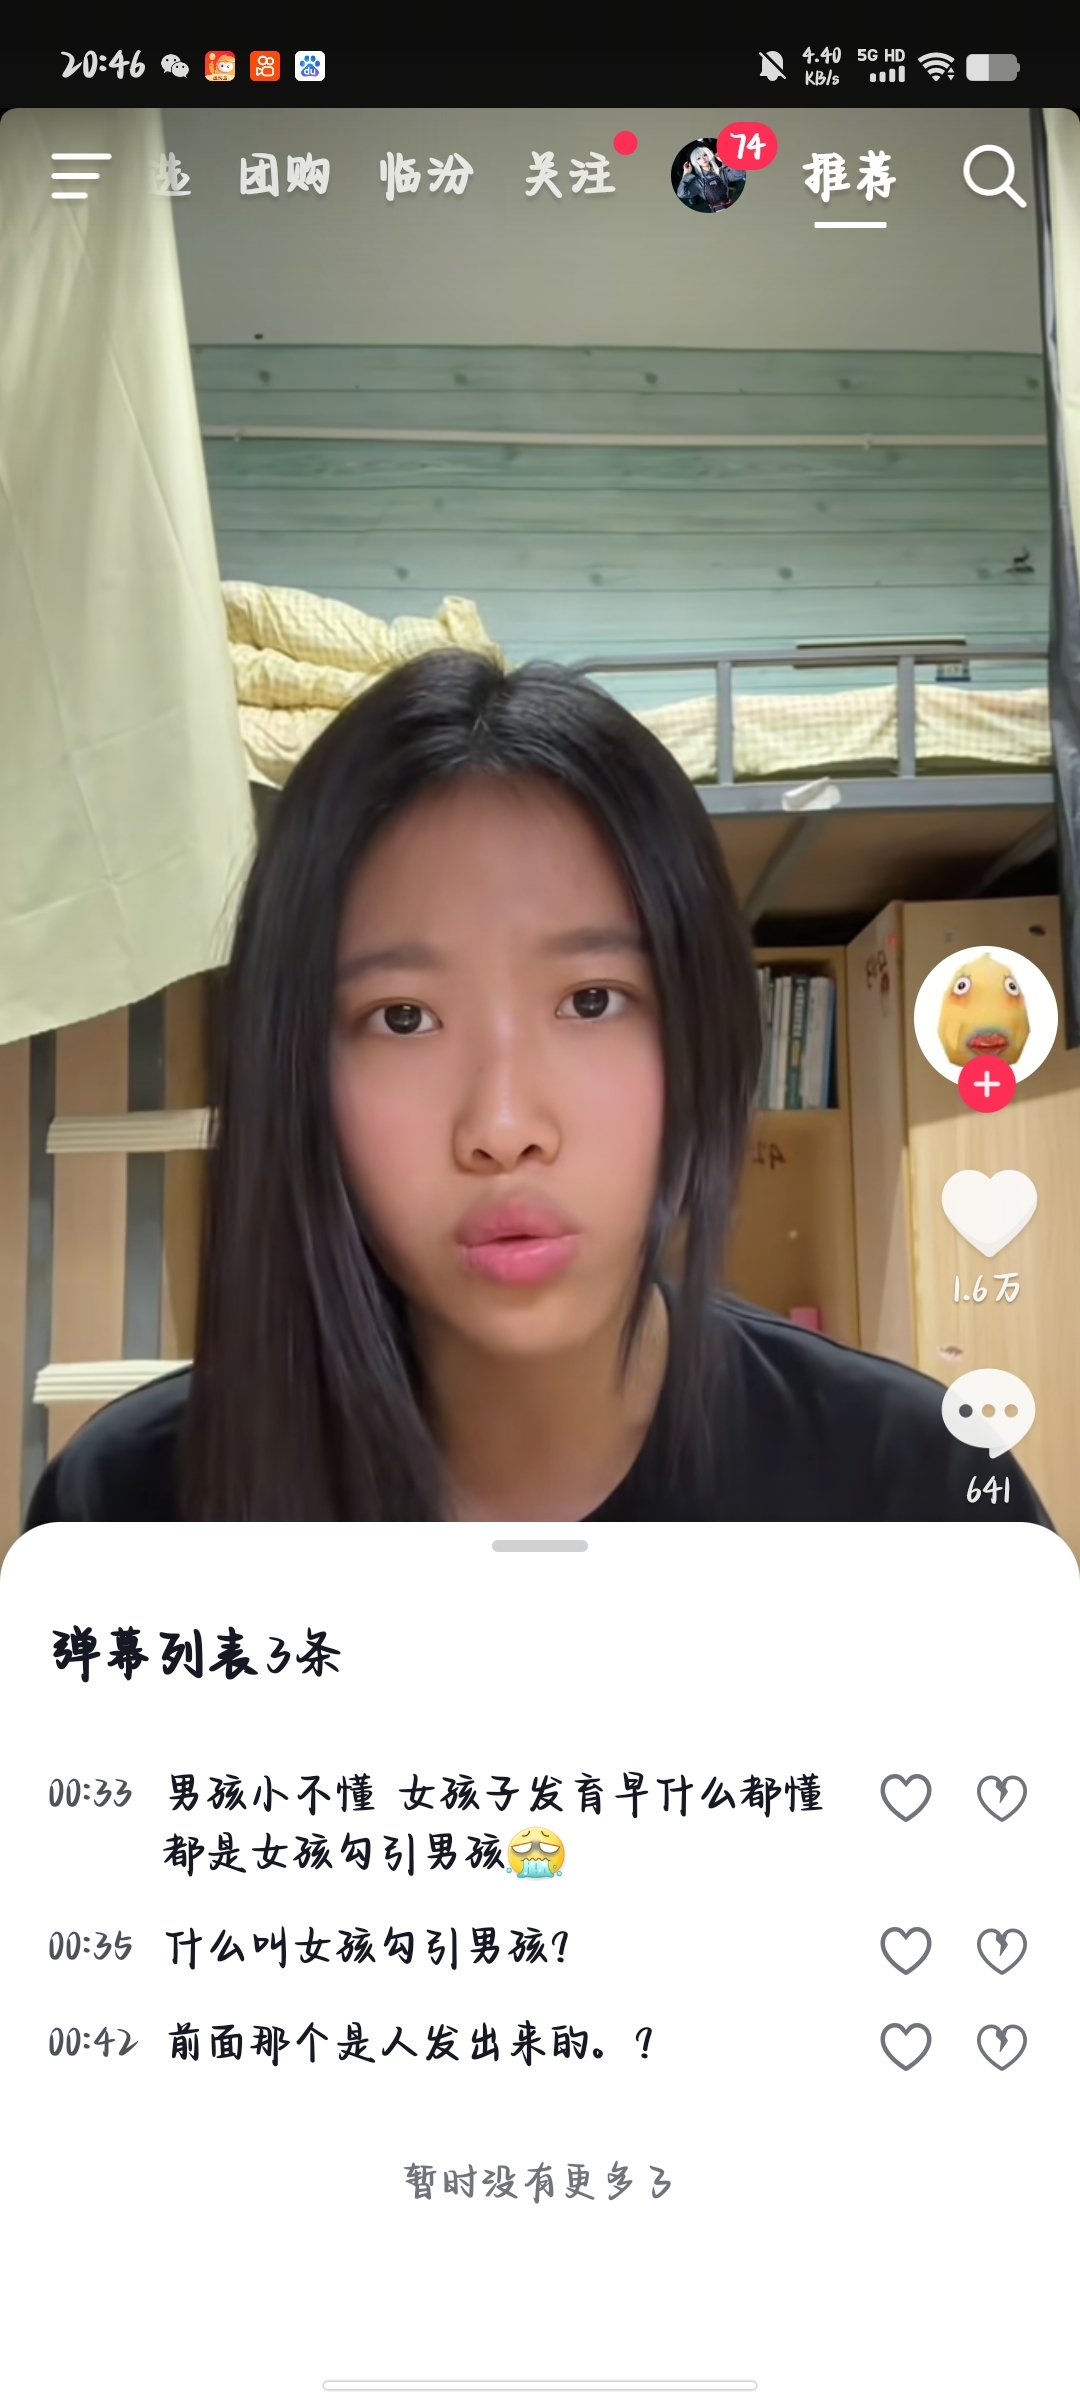 20:46
4.40
KB/s
5G HD
选 团购 临汾 关注 74 推荐
1.6万
641
弹幕列表3条
00:33 男孩小不懂 女孩子发育早什么都懂
都是女孩勾引男孩
00:35 什么叫女孩勾引男孩?
00:42 前面那个是人发出来的。?
暂时没有更多了